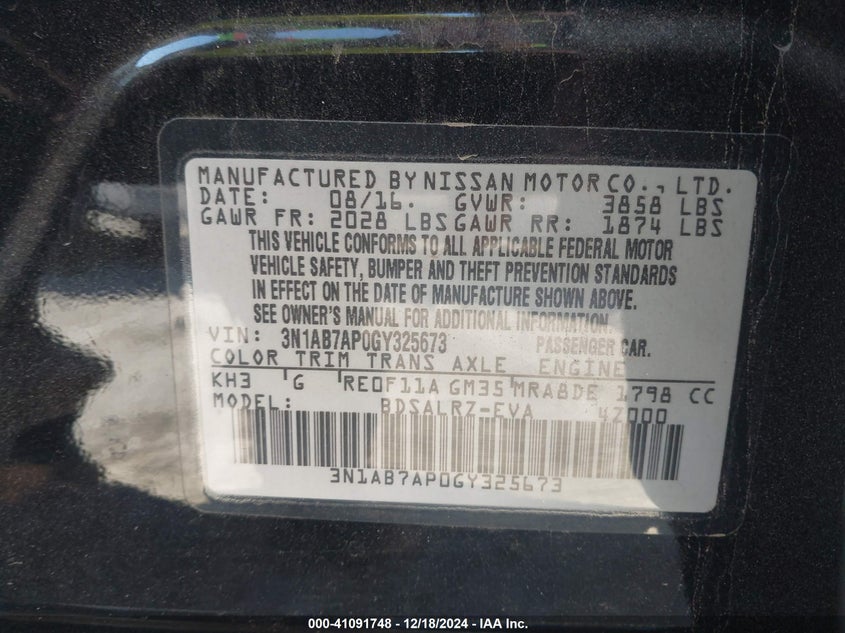 MANUFACTURED BY NISSAN MOTOR CO., LTD.
DATE: 08/16. GVWR: 3858 LBS
GAWR FR: 2028 LBS GAWR RR: 1874 LBS
THIS VEHICLE CONFORMS TO ALL APPLICABLE FEDERAL MOTOR
VEHICLE SAFETY, BUMPER AND THEFT PREVENTION STANDARDS
IN EFFECT ON THE DATE OF MANUFACTURE SHOWN ABOVE.
SEE OWNER'S MANUAL FOR ADDITIONAL INFORMATION.
VIN: 3N1AB7AP0GY325673 PASSENGER CAR.
COLOR TRIM TRANS AXLE ENGINE
KH3 G RE0F11A GM35 MRA8DE 1798 CC
MODEL: BDSALRZ-EVA 42000
3N1AB7AP0GY325673
000-41091748 - 12/18/2024 - IAA Inc.